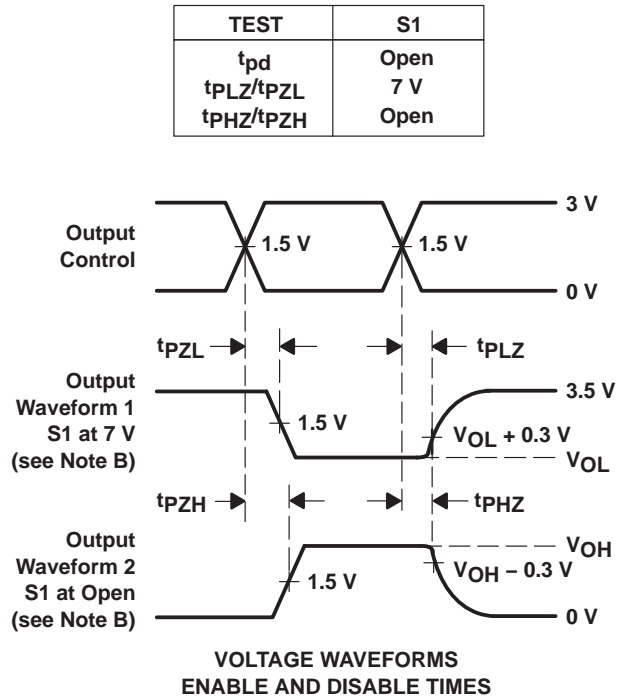 TEST S1
tpd Open
tPLZ/tPZL 7 V
tPHZ/tPZH Open
3 V
Output
Control
1.5 V 1.5 V
0 V
tPZL tPLZ
Output
Waveform 1
S1 at 7 V
(see Note B)
3.5 V
1.5 V
VOL + 0.3 V
VOL
tPZH tPHZ
Output
Waveform 2
S1 at Open
(see Note B)
VOH
VOH – 0.3 V
1.5 V
0 V
VOLTAGE WAVEFORMS
ENABLE AND DISABLE TIMES